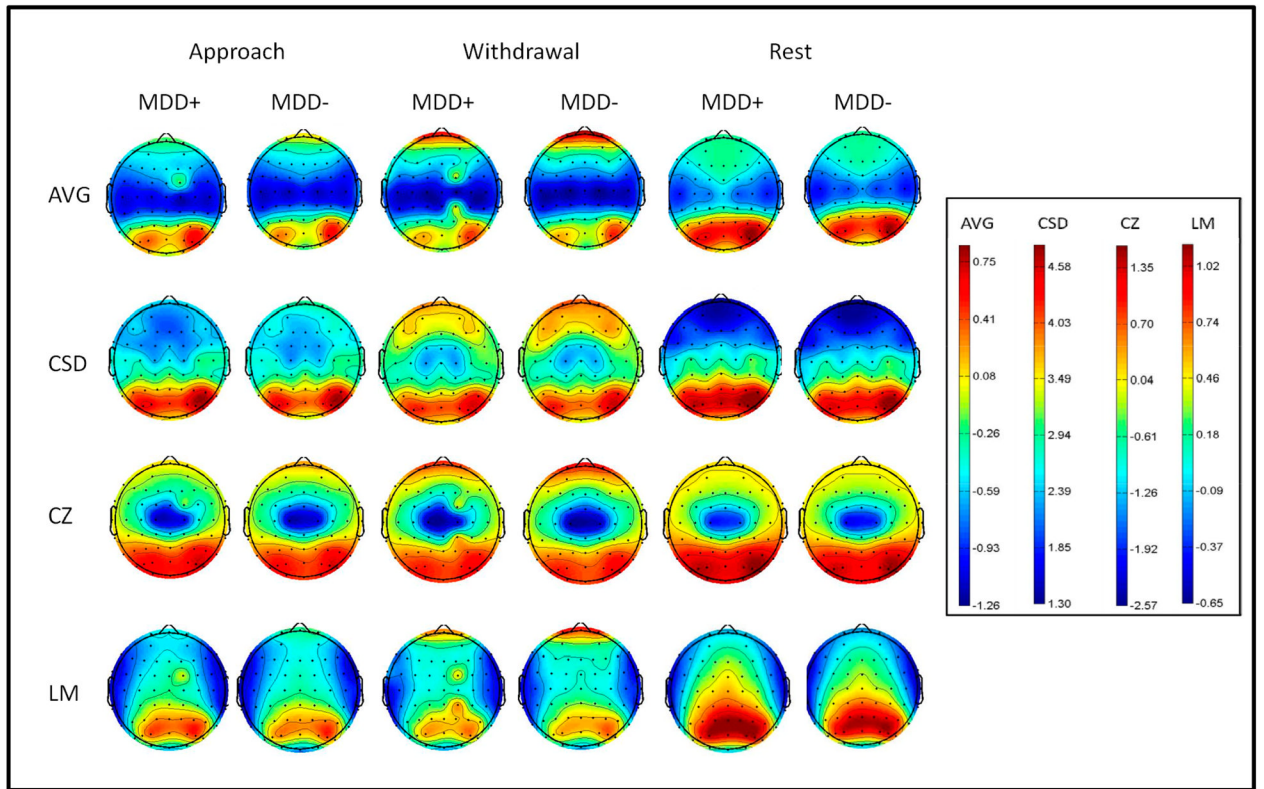 Approach Withdrawal Rest
MDD+ MDD- MDD+ MDD- MDD+ MDD-
AVG
CSD
CZ
LM
AVG CSD CZ LM
0.75 4.58 1.35 1.02
0.41 4.03 0.70 0.74
0.08 3.49 0.04 0.46
-0.26 2.94 -0.61 0.18
-0.59 2.39 -1.26 -0.09
-0.93 1.85 -1.92 -0.37
-1.26 1.30 -2.57 -0.65